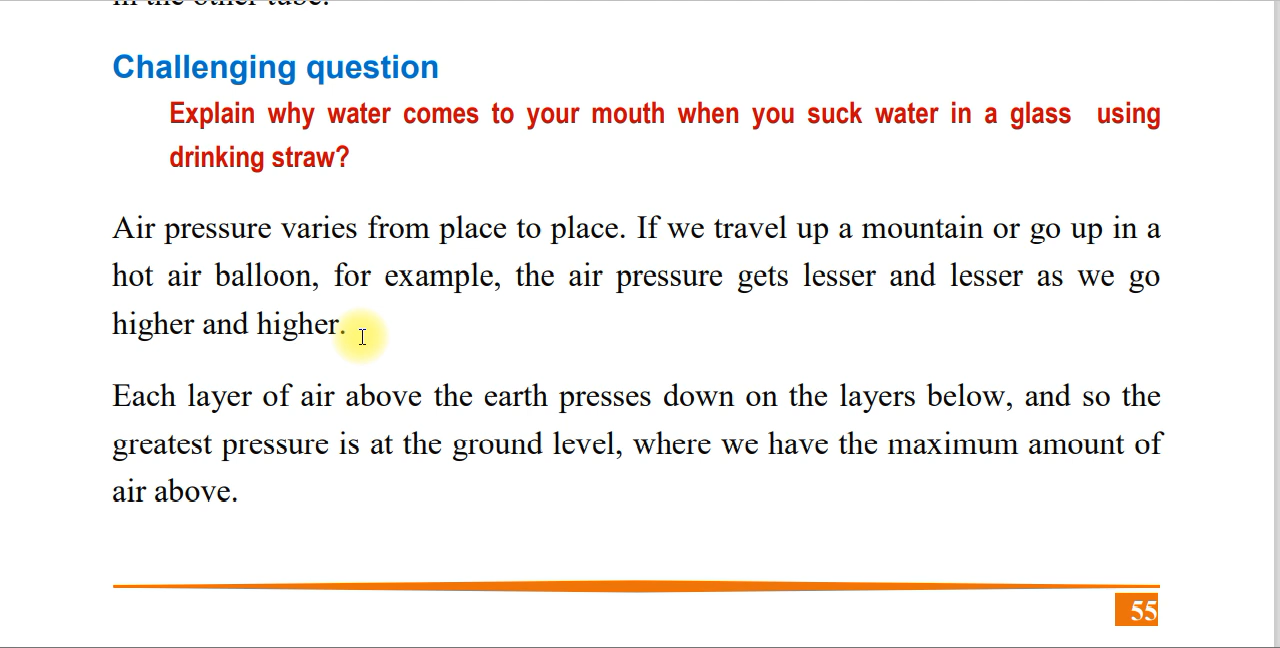 in the other tube.
Challenging question
Explain why water comes to your mouth when you suck water in a glass using
drinking straw?
Air pressure varies from place to place. If we travel up a mountain or go up in a
hot air balloon, for example, the air pressure gets lesser and lesser as we go
higher and higher.
Each layer of air above the earth presses down on the layers below, and so the
greatest pressure is at the ground level, where we have the maximum amount of
air above.
55